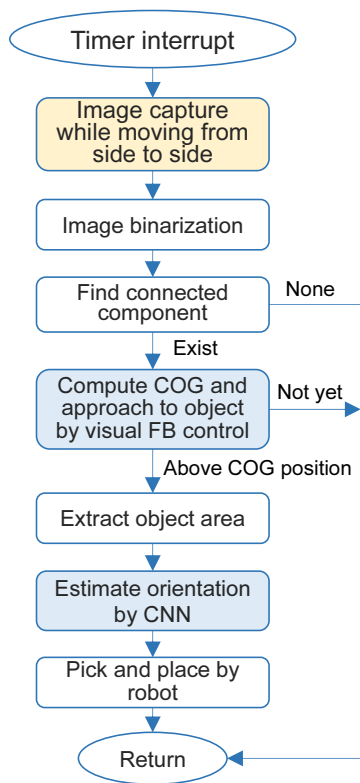 Timer interrupt
Image capture
while moving from
side to side
Image binarization
Find connected
component
None
Exist
Compute COG and
approach to object
by visual FB control
Not yet
Above COG position
Extract object area
Estimate orientation
by CNN
Pick and place by
robot
Return